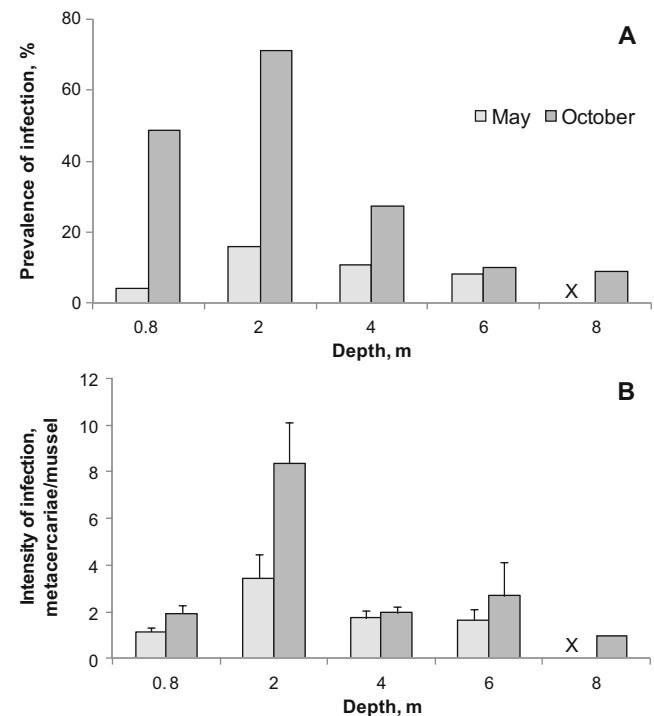 A
80
60
40
20
0
Prevalence of infection, %
May October
X
0.8 2 4 6 8
Depth, m
B
12
10
8
6
4
2
0
Intensity of infection,
metacercariae/mussel
X
0.8 2 4 6 8
Depth, m